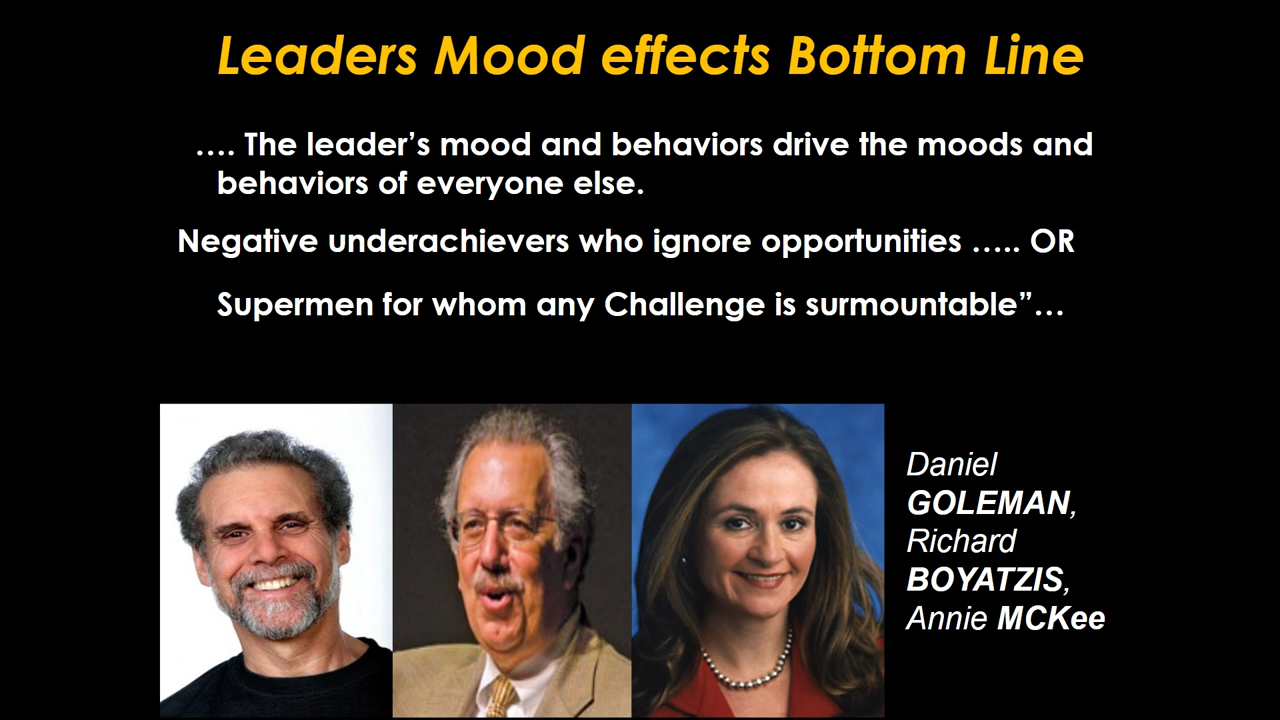 Leaders Mood effects Bottom Line
…. The leader’s mood and behaviors drive the moods and
behaviors of everyone else.
Negative underachievers who ignore opportunities ….. OR
Supermen for whom any Challenge is surmountable”…
Daniel
GOLEMAN,
Richard
BOYATZIS,
Annie MCKee